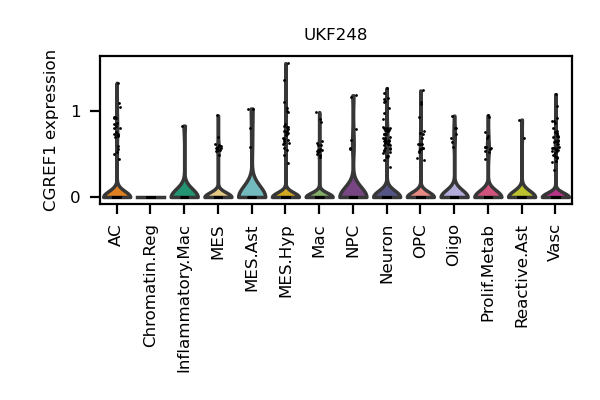 UKF248
CGREF1 expression
1
0
AC
Chromatin.Reg
Inflammatory.Mac
MES
MES.Ast
MES.Hyp
Mac
NPC
Neuron
OPC
Oligo
Prolif.Metab
Reactive.Ast
Vasc